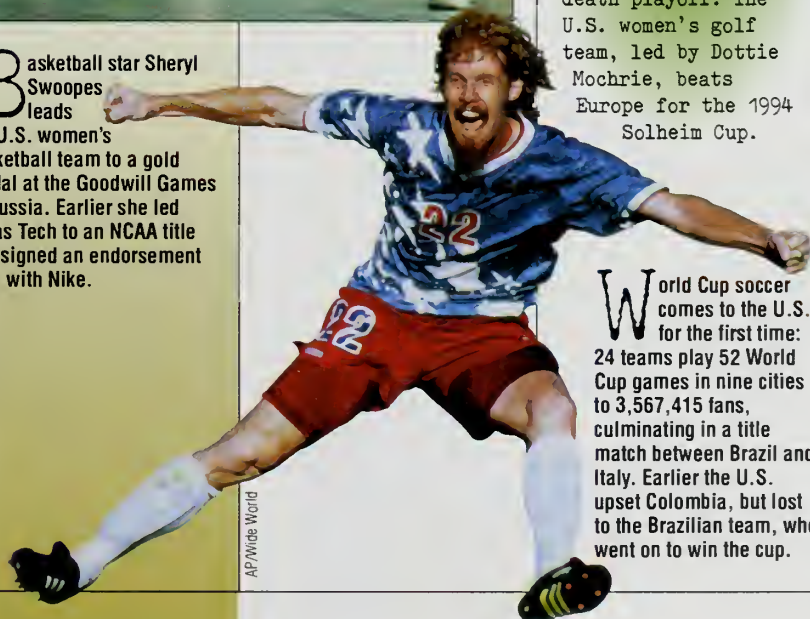 Basketball star Sheryl
Swoopes
leads
U.S. women's
ketball team to a gold
dal at the Goodwill Games
ussia. Earlier she led
as Tech to an NCAA title
signed an endorsement
with Nike.
death playoff. The
U.S. women's golf
team, led by Dottie
Mochrie, beats
Europe for the 1994
Solheim Cup.
22
22
World Cup soccer
comes to the U.S.
for the first time:
24 teams play 52 World
Cup games in nine cities
to 3,567,415 fans,
culminating in a title
match between Brazil and
Italy. Earlier the U.S.
upset Colombia, but lost
to the Brazilian team, who
went on to win the cup.
AP/Wide World